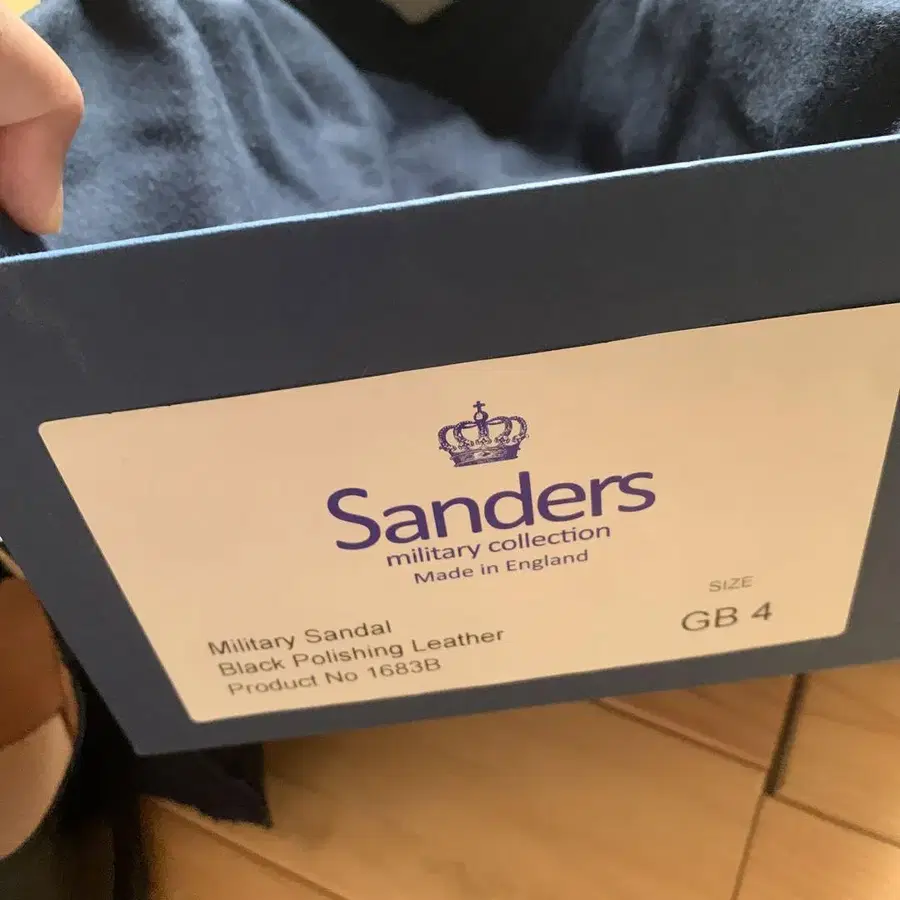 Sanders
military collection
Made in England
SIZE
GB 4
Military Sandal
Black Polishing Leather
Product No 1683B